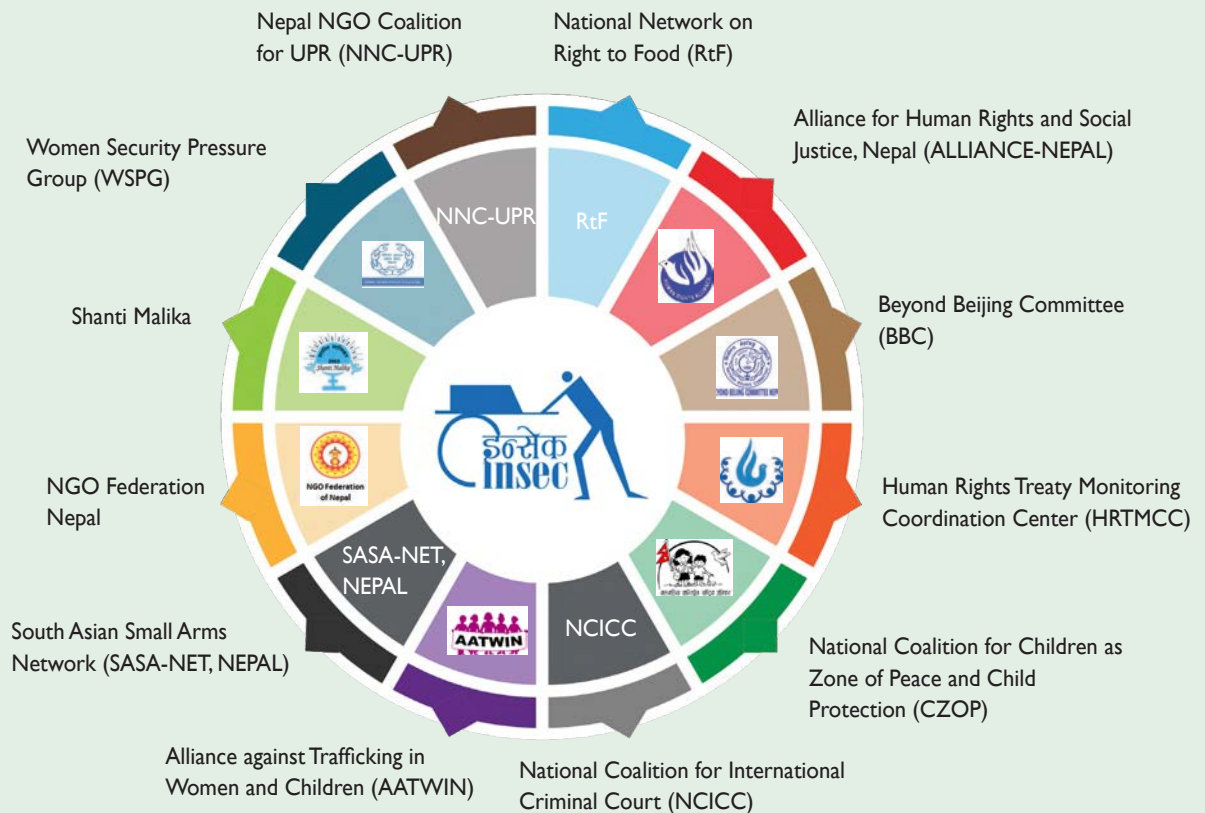 Nepal NGO Coalition
for UPR (NNC-UPR)
National Network on
Right to Food (RtF)
Alliance for Human Rights and Social
Justice, Nepal (ALLIANCE-NEPAL)
Beyond Beijing Committee
(BBC)
Human Rights Treaty Monitoring
Coordination Center (HRTMCC)
National Coalition for Children as
Zone of Peace and Child
Protection (CZOP)
National Coalition for International
Criminal Court (NCICC)
Alliance against Trafficking in
Women and Children (AATWIN)
South Asian Small Arms
Network (SASA-NET, NEPAL)
NGO Federation
Nepal
Shanti Malika
Women Security Pressure
Group (WSPG)
NNC-UPR
RtF
BEYOND BEIJING COMMITTEE
NCICC
AATWIN
SASA-NET,
NEPAL
NGO Federation
of Nepal
Shanti Malika
इन्सेक
insec